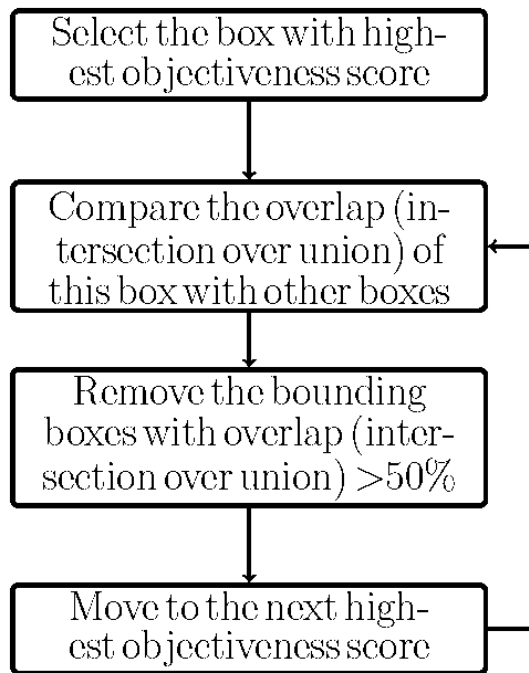 Select the box with high-
est objectiveness score
Compare the overlap (in-
tersection over union) of
this box with other boxes
Remove the bounding
boxes with overlap (inter-
section over union) >50%
Move to the next high-
est objectiveness score